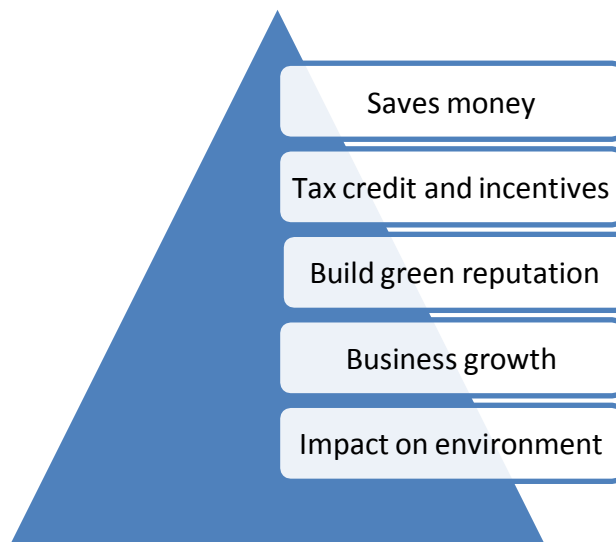 Saves money
Tax credit and incentives
Build green reputation
Business growth
Impact on environment